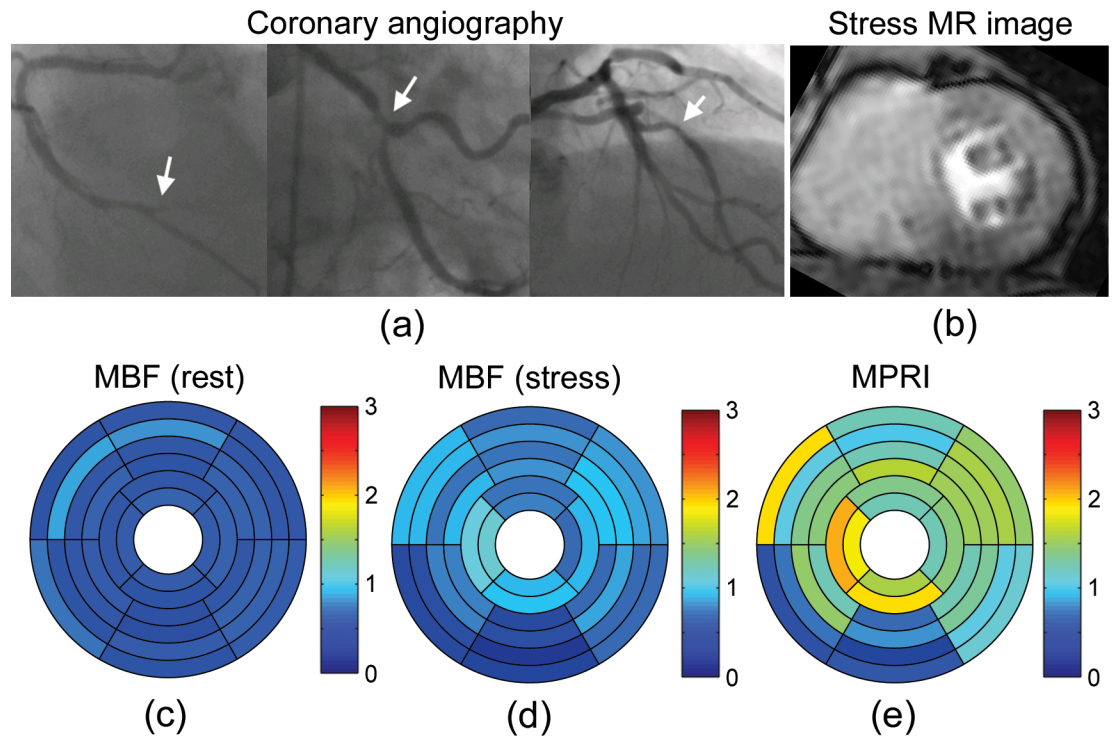 Coronary angiography
Stress MR image
(a)
(b)
MBF (rest)
MBF (stress)
MPRI
3
2
1
0
3
2
1
0
3
2
1
0
(c)
(d)
(e)